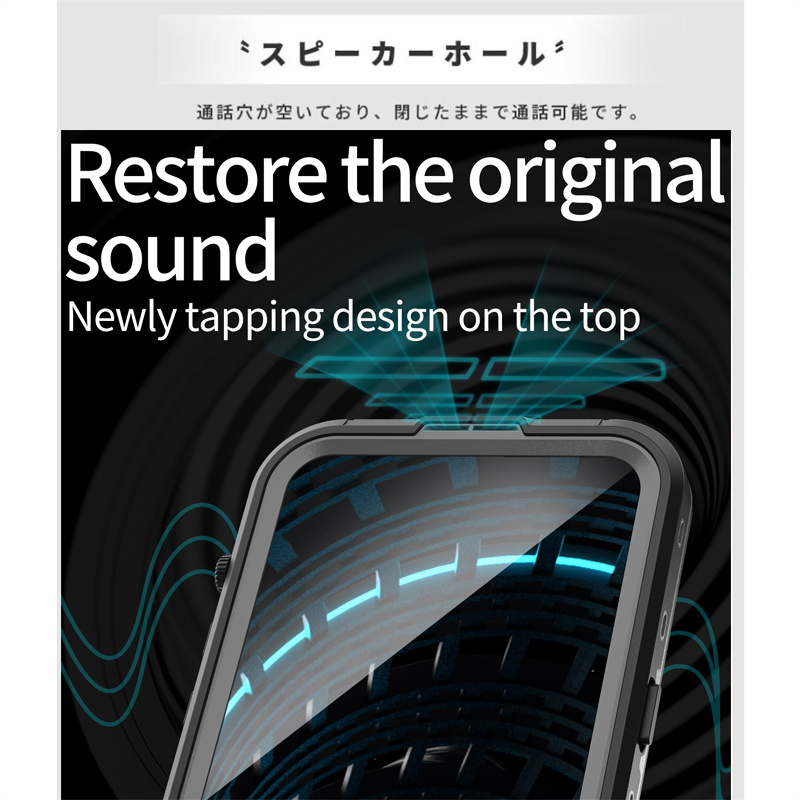 〝スピーカーホール〞
通話穴が空いており、閉じたままで通話可能です。
Restore the original
sound
Newly tapping design on the top